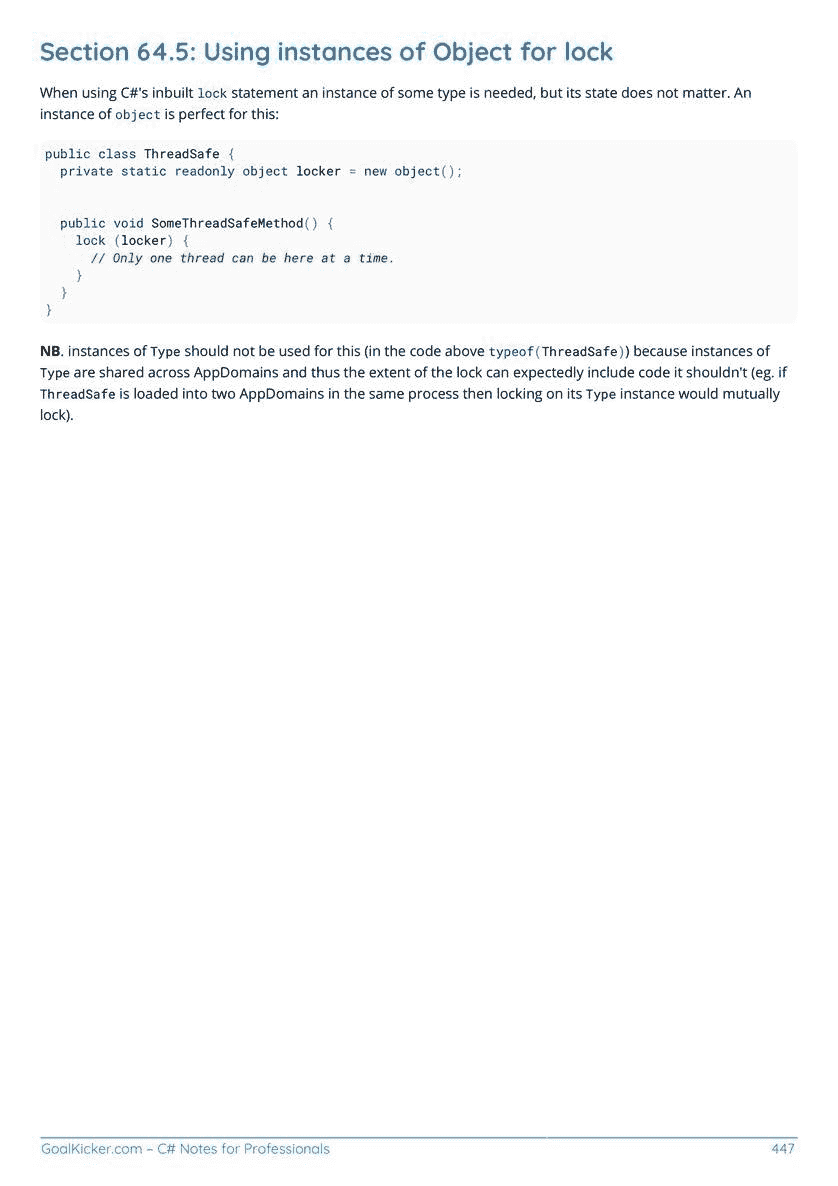 Section 64.5: Using instances of Object for lock
When using C#'s inbuilt lock statement an instance of some type is needed, but its state does not matter. An
instance of object is perfect for this:
public class ThreadSafe {
  private static readonly object locker = new object();
  public void SomeThreadSafeMethod() {
    lock (locker) {
      // Only one thread can be here at a time.
    }
  }
}
NB. instances of Type should not be used for this (in the code above typeof(ThreadSafe)) because instances of
Type are shared across AppDomains and thus the extent of the lock can expectedly include code it shouldn't (eg. if
ThreadSafe is loaded into two AppDomains in the same process then locking on its Type instance would mutually
lock).
GoalKicker.com – C# Notes for Professionals 447